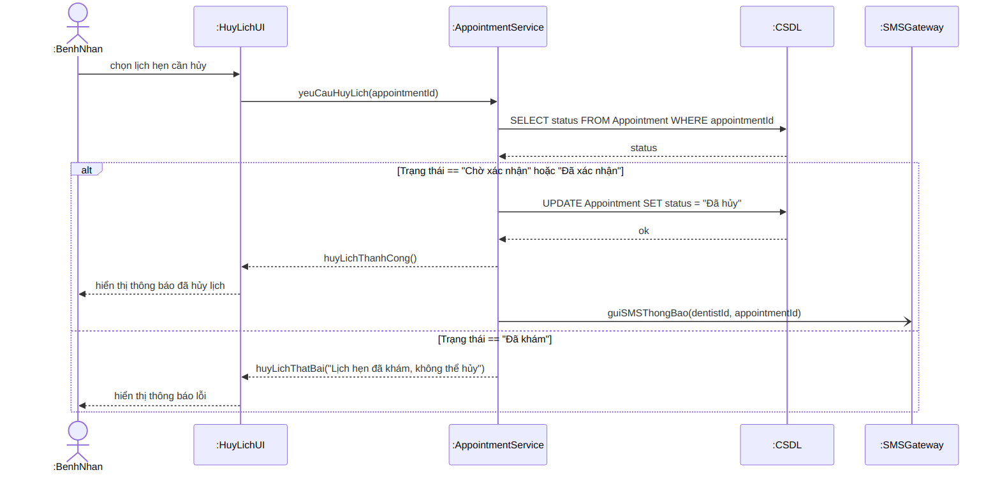 :BenhNhan
:HuyLichUI
:AppointmentService
:CSDL
:SMSGateway
chọn lịch hẹn cần hủy
yeuCauHuyLich(appointmentId)
SELECT status FROM Appointment WHERE appointmentId
status
alt
[Trạng thái == "Chờ xác nhận" hoặc "Đã xác nhận"]
UPDATE Appointment SET status = "Đã hủy"
ok
huyLichThanhCong()
hiển thị thông báo đã hủy lịch
guiSMSThongBao(dentistId, appointmentId)
[Trạng thái == "Đã khám"]
huyLichThatBai("Lịch hẹn đã khám, không thể hủy")
hiển thị thông báo lỗi
:BenhNhan
:HuyLichUI
:AppointmentService
:CSDL
:SMSGateway